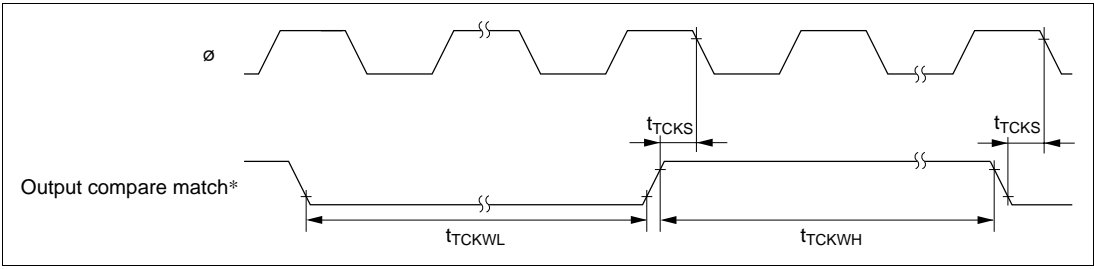 ø
tTCKS
tTCKS
Output compare match*
tTCKWL
tTCKWH